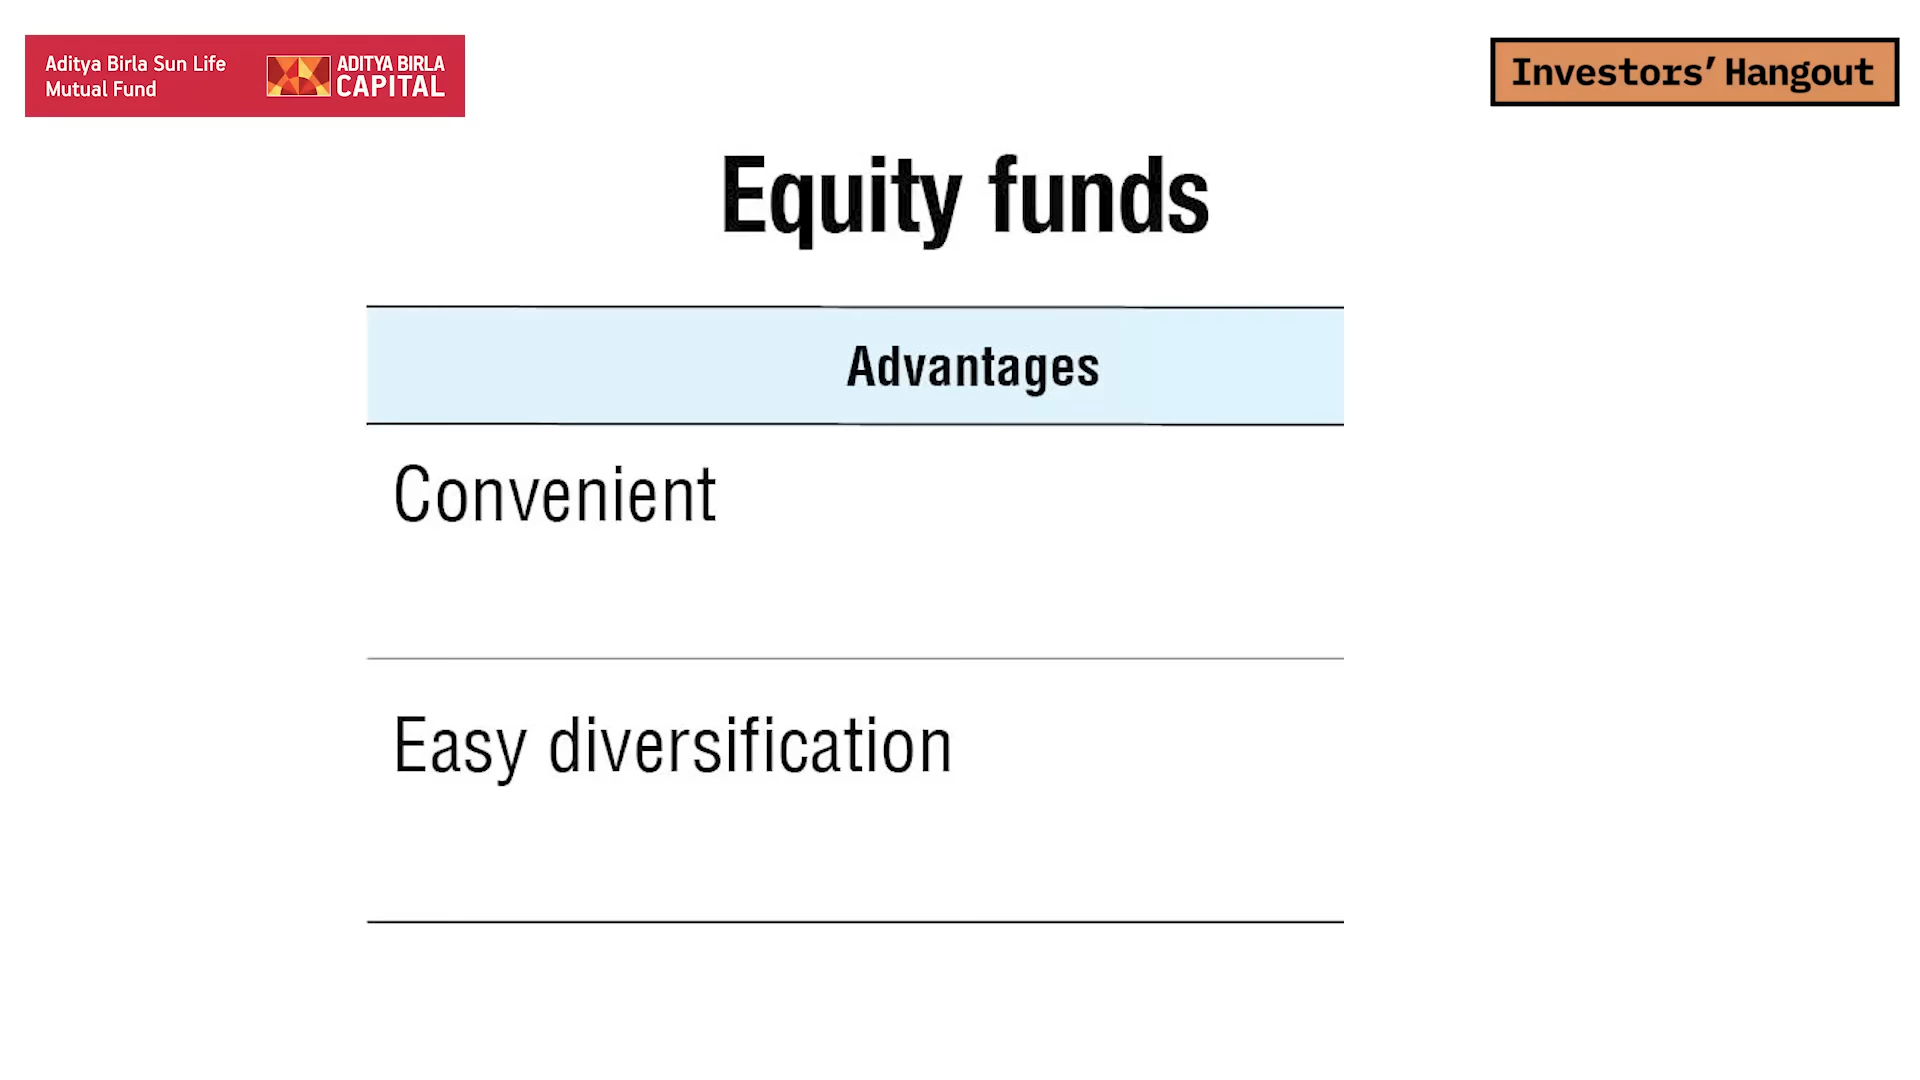 Aditya Birla Sun Life
Mutual Fund
ADITYA BIRLA
CAPITAL
Investors’ Hangout
Equity funds
Advantages
Convenient
Easy diversification